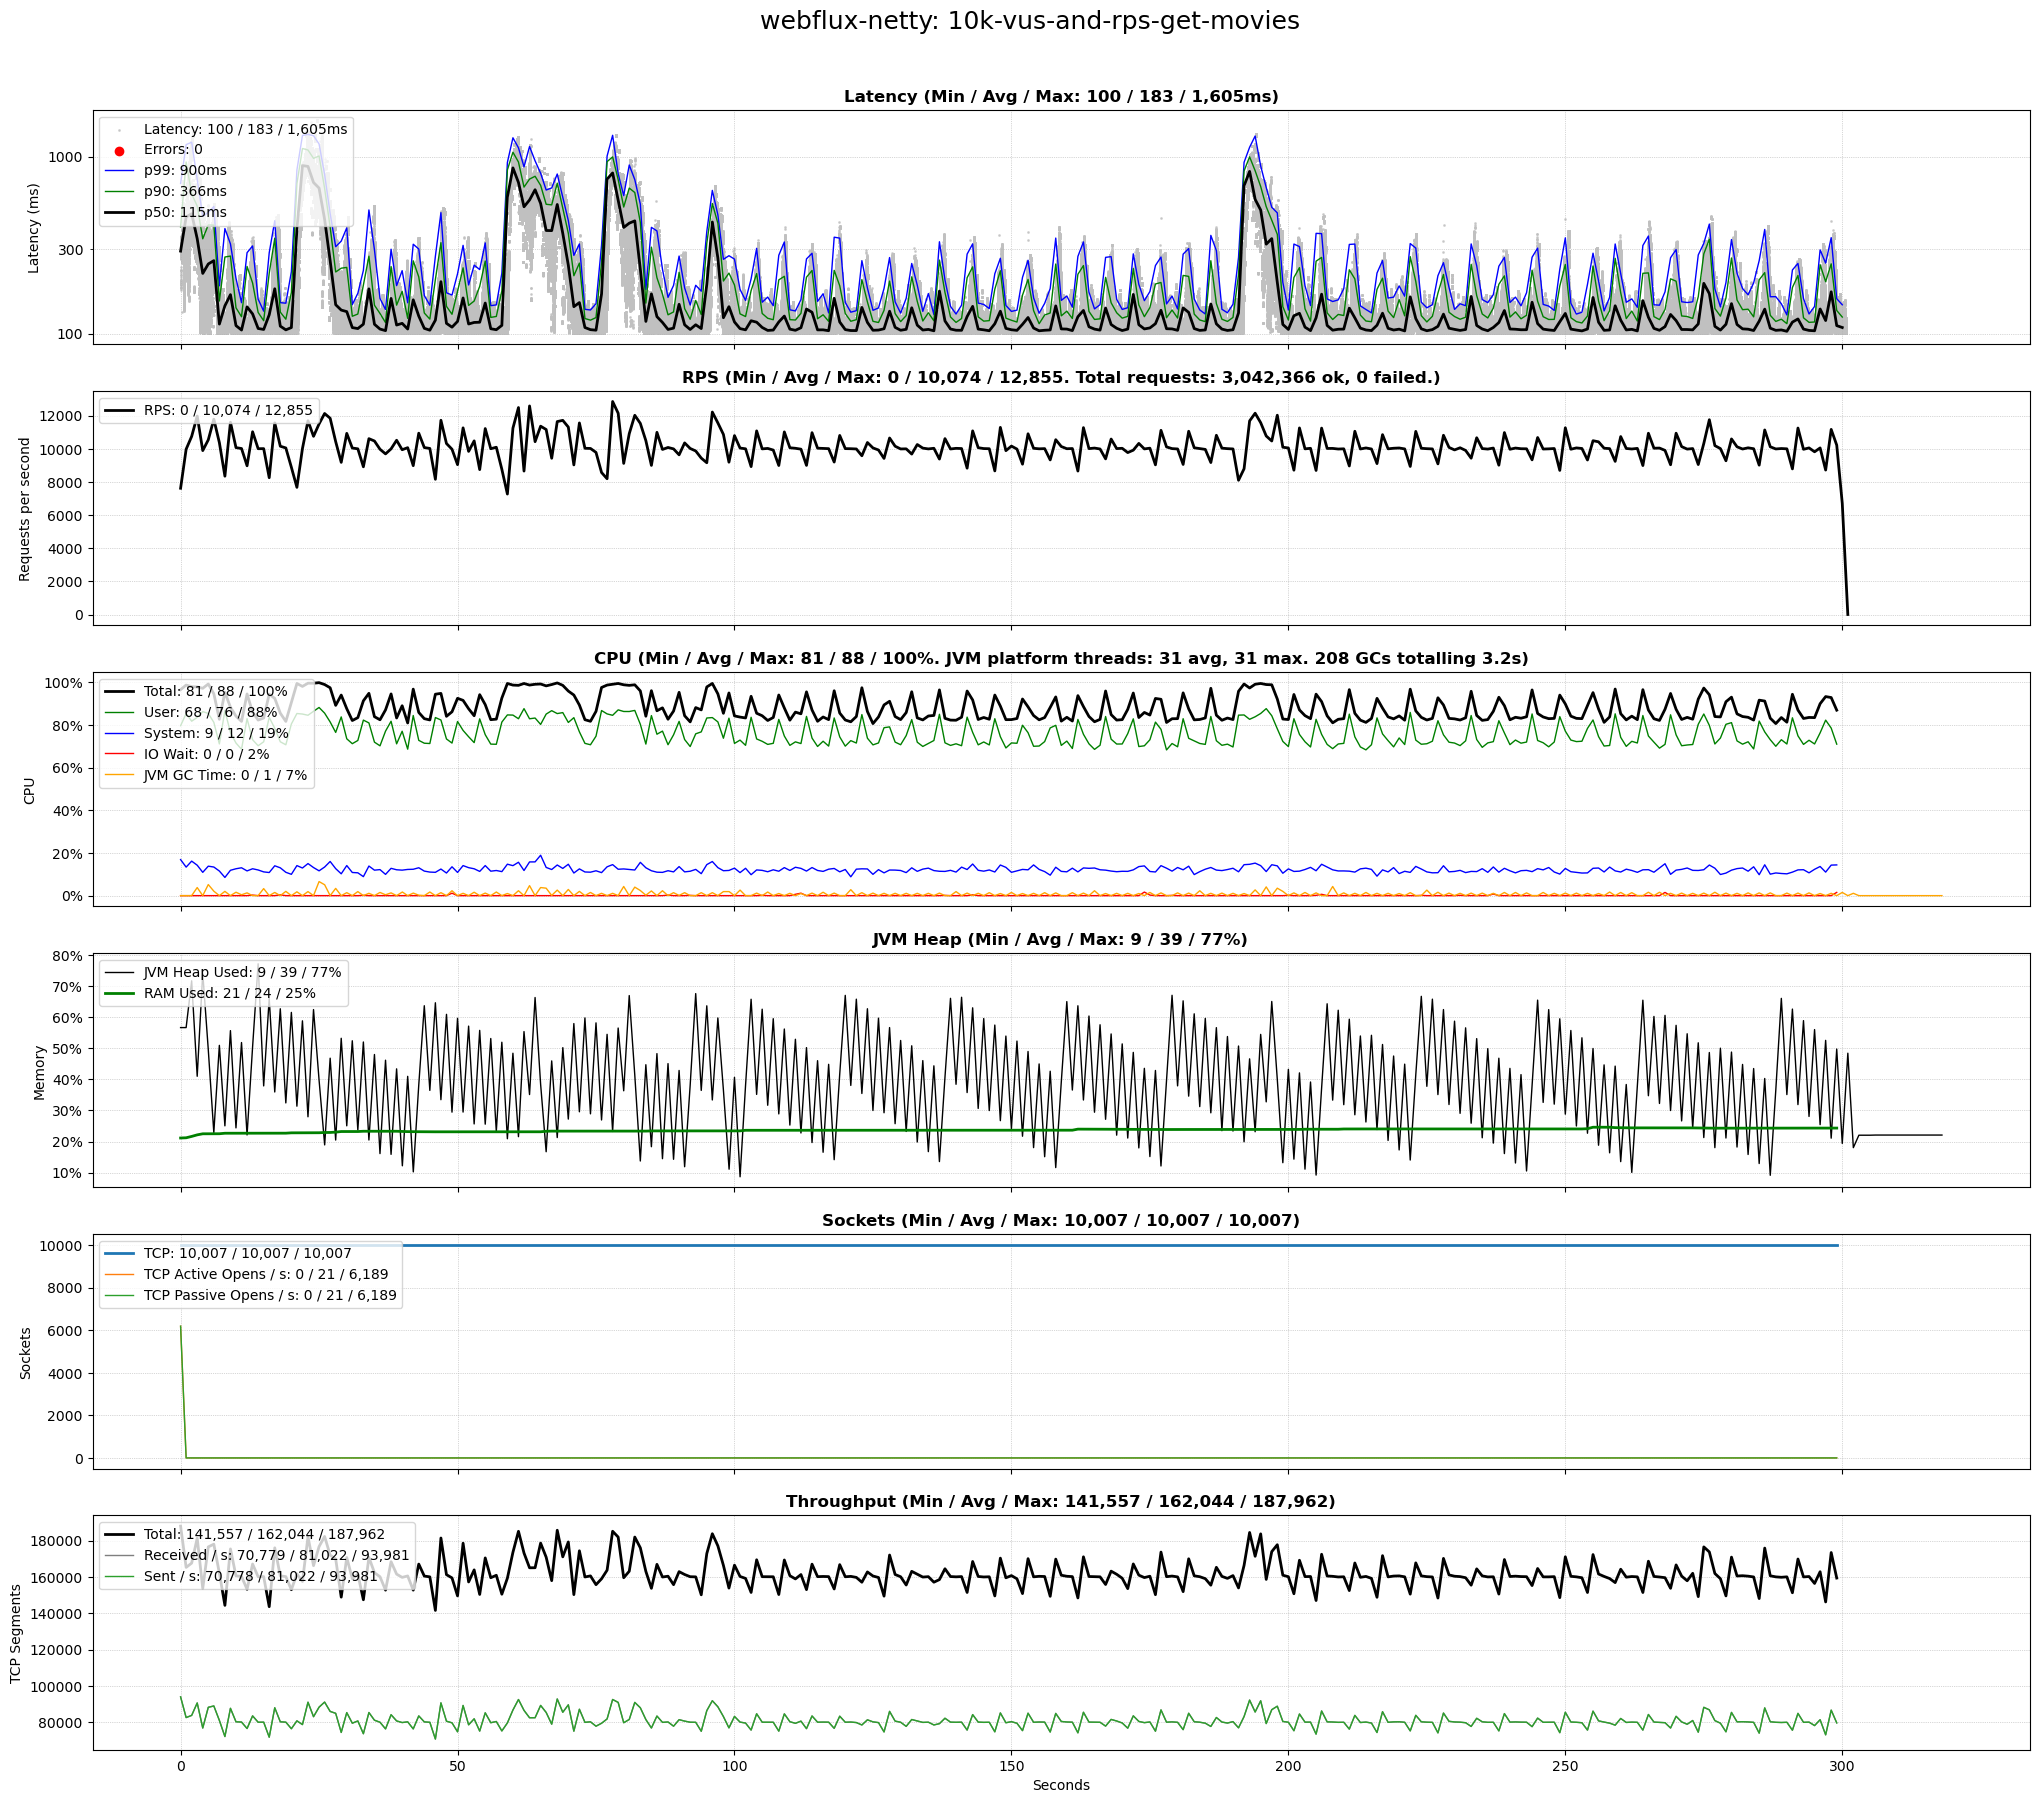 webflux-netty: 10k-vus-and-rps-get-movies
Latency (Min / Avg / Max: 100 / 183 / 1,605ms)
Latency: 100 / 183 / 1,605ms
Errors: 0
p99: 900ms
p90: 366ms
p50: 115ms
Latency (ms)
1000
300
100
RPS (Min / Avg / Max: 0 / 10,074 / 12,855. Total requests: 3,042,366 ok, 0 failed.)
RPS: 0 / 10,074 / 12,855
Requests per second
12000
10000
8000
6000
4000
2000
0
CPU (Min / Avg / Max: 81 / 88 / 100%. JVM platform threads: 31 avg, 31 max. 208 GCs totalling 3.2s)
Total: 81 / 88 / 100%
User: 68 / 76 / 88%
System: 9 / 12 / 19%
IO Wait: 0 / 0 / 2%
JVM GC Time: 0 / 1 / 7%
CPU
100%
80%
60%
40%
20%
0%
JVM Heap (Min / Avg / Max: 9 / 39 / 77%)
JVM Heap Used: 9 / 39 / 77%
RAM Used: 21 / 24 / 25%
Memory
80%
70%
60%
50%
40%
30%
20%
10%
Sockets (Min / Avg / Max: 10,007 / 10,007 / 10,007)
TCP: 10,007 / 10,007 / 10,007
TCP Active Opens / s: 0 / 21 / 6,189
TCP Passive Opens / s: 0 / 21 / 6,189
Sockets
10000
8000
6000
4000
2000
0
Throughput (Min / Avg / Max: 141,557 / 162,044 / 187,962)
Total: 141,557 / 162,044 / 187,962
Received / s: 70,779 / 81,022 / 93,981
Sent / s: 70,778 / 81,022 / 93,981
TCP Segments
180000
160000
140000
120000
100000
80000
0
50
100
150
200
250
300
Seconds